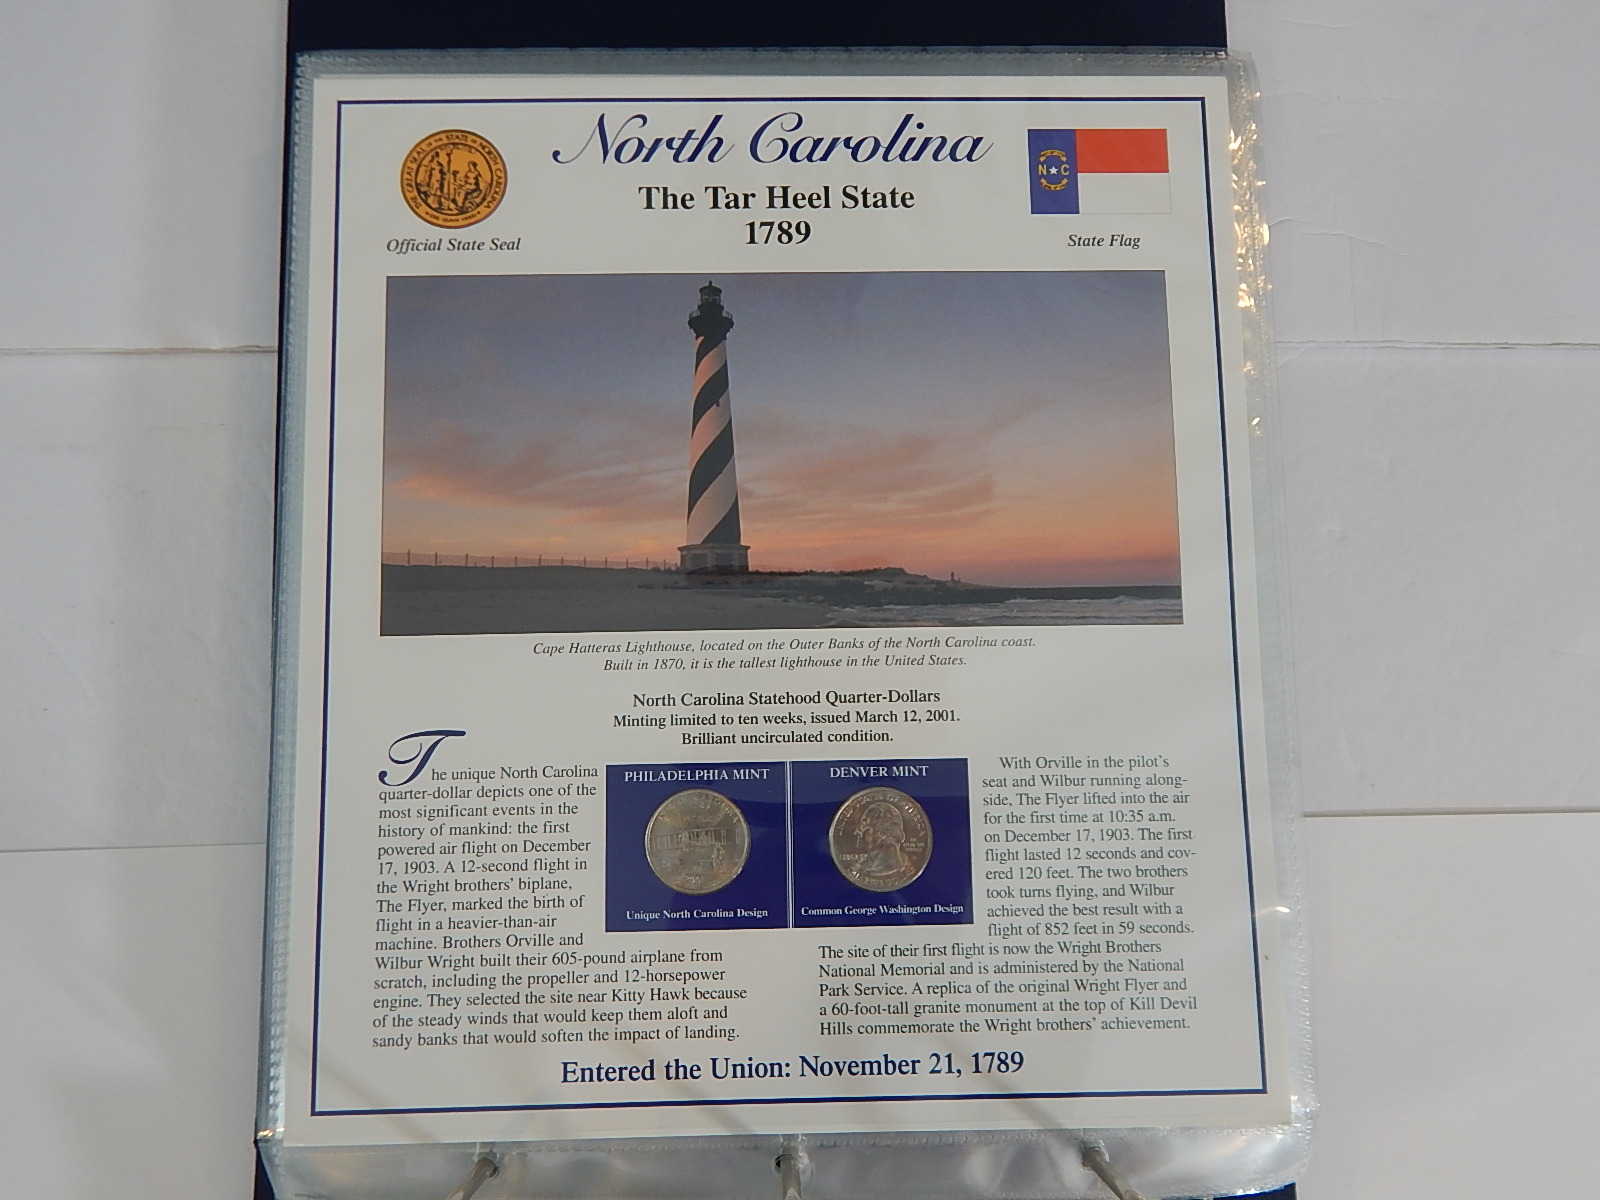 North Carolina
The Tar Heel State
1789
Official State Seal
N C
State Flag
Cape Hatteras Lighthouse, located on the Outer Banks of the North Carolina coast.
Built in 1870, it is the tallest lighthouse in the United States.
North Carolina Statehood Quarter-Dollars
Minting limited to ten weeks, issued March 12, 2001.
Brilliant uncirculated condition.
The unique North Carolina
quarter-dollar depicts one of the
most significant events in the
history of mankind: the first
powered air flight on December
17, 1903. A 12-second flight in
the Wright brothers' biplane,
The Flyer, marked the birth of
flight in a heavier-than-air
machine. Brothers Orville and
Wilbur Wright built their 605-pound airplane from
scratch, including the propeller and 12-horsepower
engine. They selected the site near Kitty Hawk because
of the steady winds that would keep them aloft and
sandy banks that would soften the impact of landing.
PHILADELPHIA MINT
2001
Unique North Carolina Design
DENVER MINT
LIBERTY
Common George Washington Design
With Orville in the pilot's
seat and Wilbur running along-
side, The Flyer lifted into the air
for the first time at 10:35 a.m.
on December 17, 1903. The first
flight lasted 12 seconds and cov-
ered 120 feet. The two brothers
took turns flying, and Wilbur
achieved the best result with a
flight of 852 feet in 59 seconds.
The site of their first flight is now the Wright Brothers
National Memorial and is administered by the National
Park Service. A replica of the original Wright Flyer and
a 60-foot-tall granite monument at the top of Kill Devil
Hills commemorate the Wright brothers' achievement.
Entered the Union: November 21, 1789